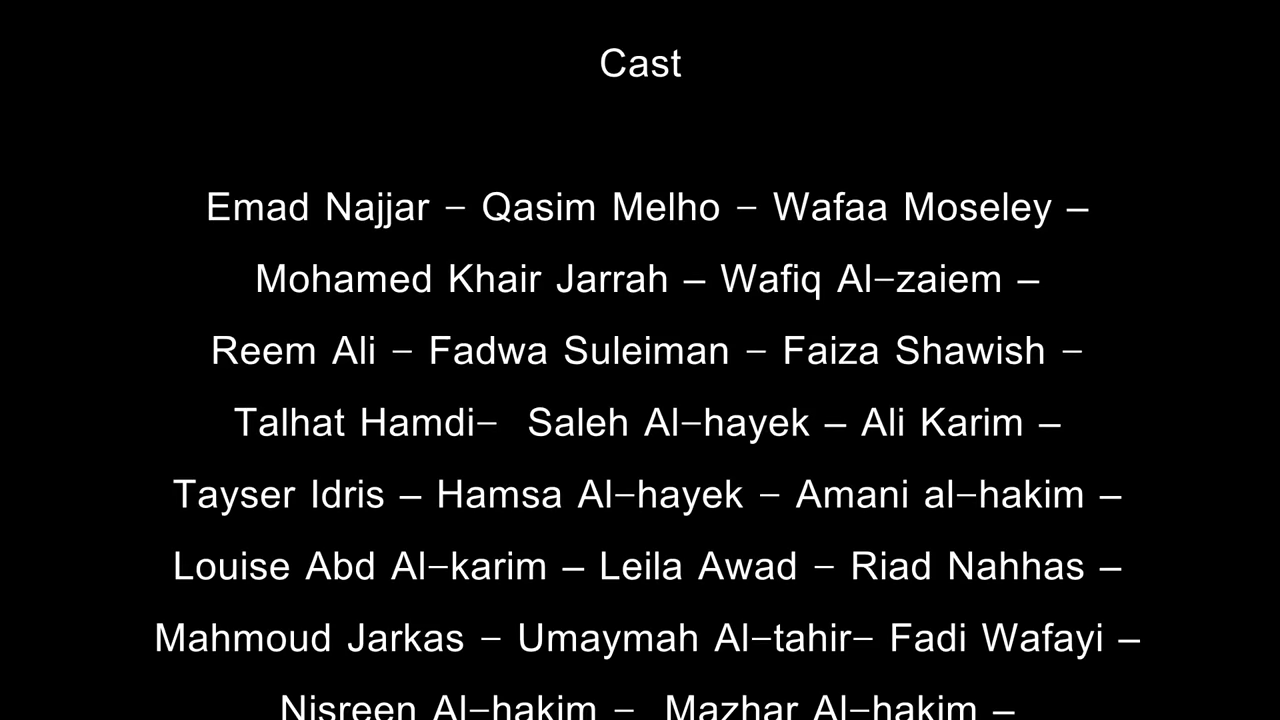 Cast
Emad Najjar – Qasim Melho – Wafaa Moseley –
Mohamed Khair Jarrah – Wafiq Al–zaiem –
Reem Ali – Fadwa Suleiman – Faiza Shawish –
Talhat Hamdi–  Saleh Al–hayek – Ali Karim –
Tayser Idris – Hamsa Al–hayek – Amani al–hakim –
Louise Abd Al–karim – Leila Awad – Riad Nahhas –
Mahmoud Jarkas – Umaymah Al–tahir– Fadi Wafayi –
Nisreen Al–hakim –  Mazhar Al–hakim –